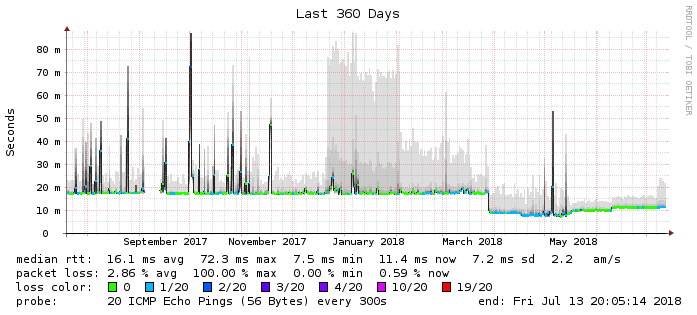 Last 360 Days
RRDTOOL / TOBI OETIKER
Seconds
80 m
70 m
60 m
50 m
40 m
30 m
20 m
10 m
0
September 2017 November 2017 January 2018 March 2018 May 2018
median rtt: 16.1 ms avg 72.3 ms max 7.5 ms min 11.4 ms now 7.2 ms sd 2.2 am/s
packet loss: 2.86 % avg 100.00 % max 0.00 % min 0.59 % now
loss color: 0 1/20 2/20 3/20 4/20 10/20 19/20
probe: 20 ICMP Echo Pings (56 Bytes) every 300s end: Fri Jul 13 20:05:14 2018